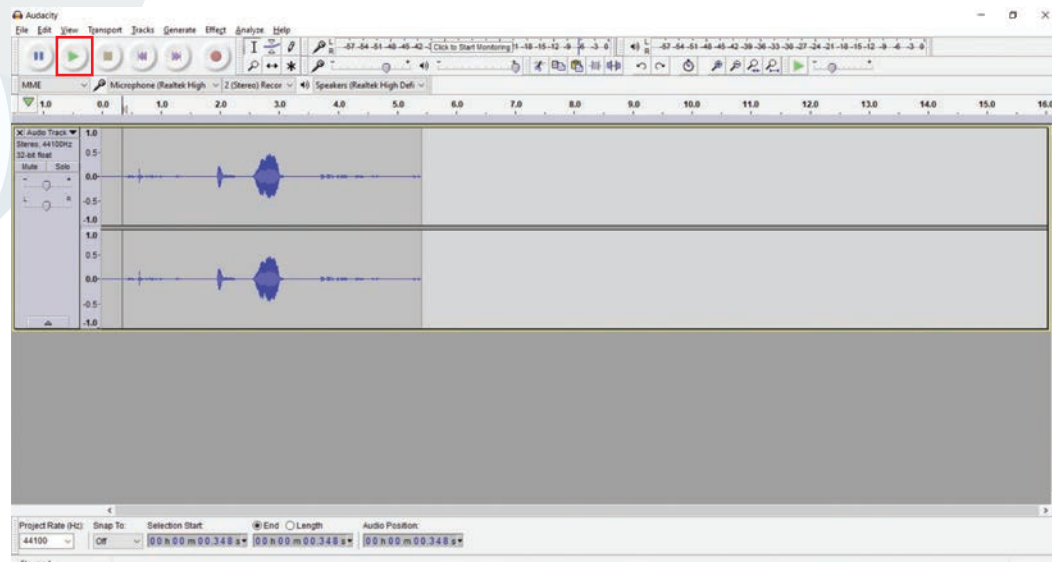 Audacity
File Edit View Transport Tracks Generate Effect Analyze Help
-57 -54 -51 -48 -45 -42 -3 Click to Start Monitoring -18 -15 -12 -9 -6 -3 0
-57 -54 -51 -48 -45 -42 -39 -36 -33 -30 -27 -24 -21 -18 -15 -12 -9 -6 -3 0
MME Microphone (Realtek High 2 (Stereo) Recor Speakers (Realtek High Defi
1.0 0.0 1.0 2.0 3.0 4.0 5.0 6.0 7.0 8.0 9.0 10.0 11.0 12.0 13.0 14.0 15.0 16.0
X Audio Track
Stereo, 44100Hz
32-bit float
Mute Solo
- +
L R
1.0
0.5
0.0
-0.5
-1.0
1.0
0.5
0.0
-0.5
-1.0
Project Rate (Hz): Snap To: Selection Start: End Length Audio Position:
44100 Off 00 h 00 m 00.348 s 00 h 00 m 00.348 s 00 h 00 m 00.348 s